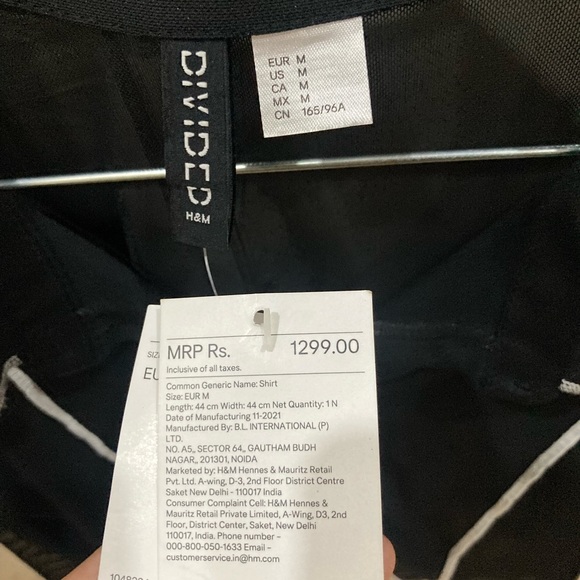 DIVIDED
H&M
EUR M
US M
CA M
MX M
CN 165/96A
MRP Rs. 1299.00
Inclusive of all taxes.
Common Generic Name: Shirt
Size: EUR M
Length: 44 cm Width: 44 cm Net Quantity: 1 N
Date of Manufacturing 11-2021
Manufactured By: B.L. INTERNATIONAL (P)
LTD.
NO. A5,, SECTOR 64,, GAUTHAM BUDH
NAGAR,, 201301, NOIDA
Marketed by: H&M Hennes & Mauritz Retail
Pvt. Ltd. A-wing, D-3, 2nd Floor District Centre
Saket New Delhi - 110017 India
Consumer Complaint Cell: H&M Hennes &
Mauritz Retail Private Limited, A-Wing, D3, 2nd
Floor, District Center, Saket, New Delhi
110017, India. Phone number –
000-800-050-1633 Email -
customerservice.in@hm.com